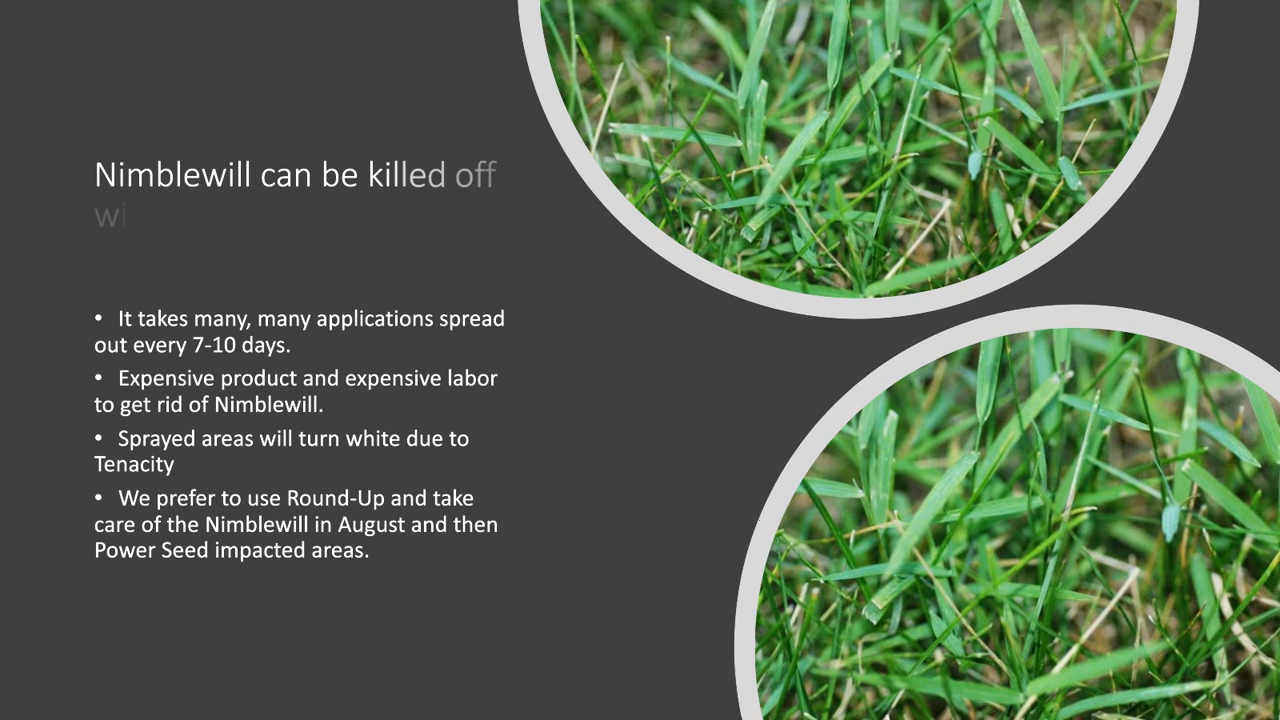 Nimblewill can be killed off
wi
• It takes many, many applications spread
out every 7-10 days.
• Expensive product and expensive labor
to get rid of Nimblewill.
• Sprayed areas will turn white due to
Tenacity
• We prefer to use Round-Up and take
care of the Nimblewill in August and then
Power Seed impacted areas.